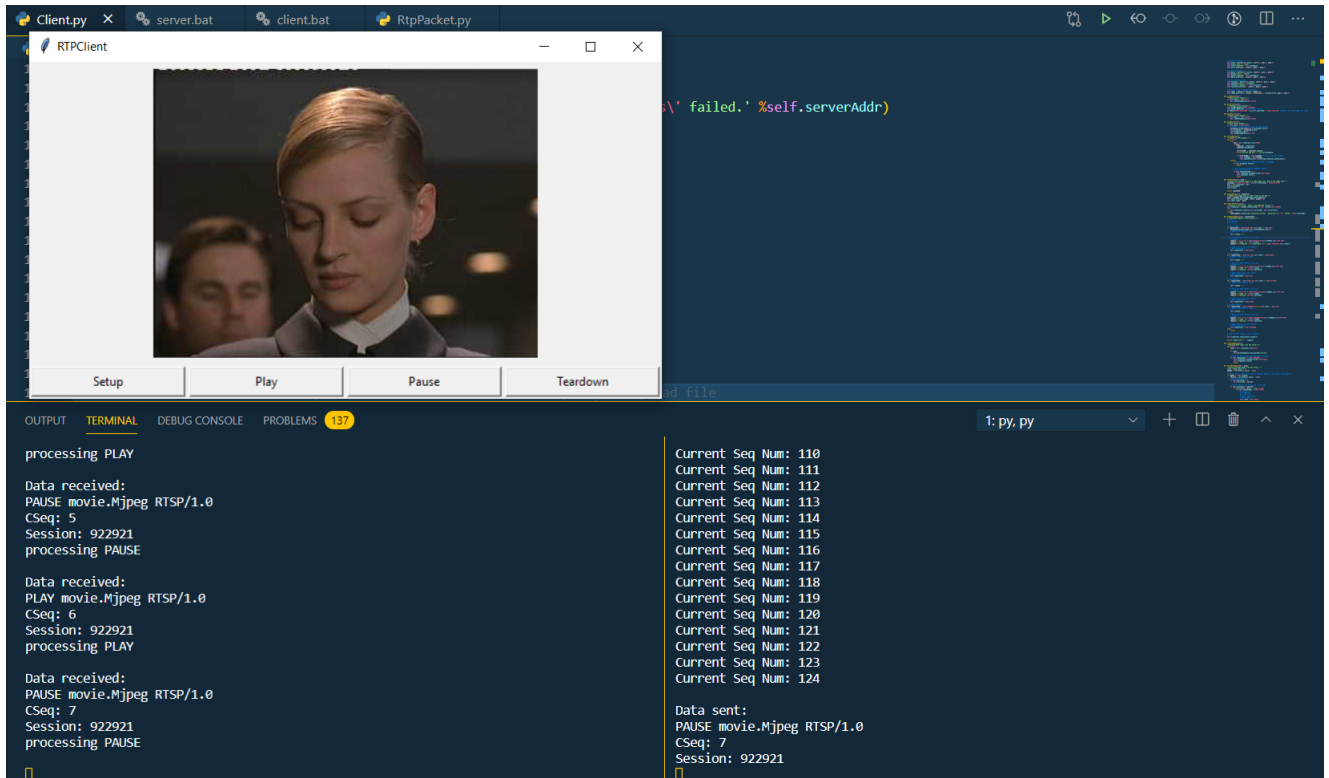 Client.py
server.bat
client.bat
RtpPacket.py
RTPClient
s\' failed.' %self.serverAddr)
Setup
Play
Pause
Teardown
ad file
OUTPUT
TERMINAL
DEBUG CONSOLE
PROBLEMS
137
1: py, py
processing PLAY
Data received:
PAUSE movie.Mjpeg RTSP/1.0
CSeq: 5
Session: 922921
processing PAUSE
Data received:
PLAY movie.Mjpeg RTSP/1.0
CSeq: 6
Session: 922921
processing PLAY
Data received:
PAUSE movie.Mjpeg RTSP/1.0
CSeq: 7
Session: 922921
processing PAUSE
Current Seq Num: 110
Current Seq Num: 111
Current Seq Num: 112
Current Seq Num: 113
Current Seq Num: 114
Current Seq Num: 115
Current Seq Num: 116
Current Seq Num: 117
Current Seq Num: 118
Current Seq Num: 119
Current Seq Num: 120
Current Seq Num: 121
Current Seq Num: 122
Current Seq Num: 123
Current Seq Num: 124
Data sent:
PAUSE movie.Mjpeg RTSP/1.0
CSeq: 7
Session: 922921